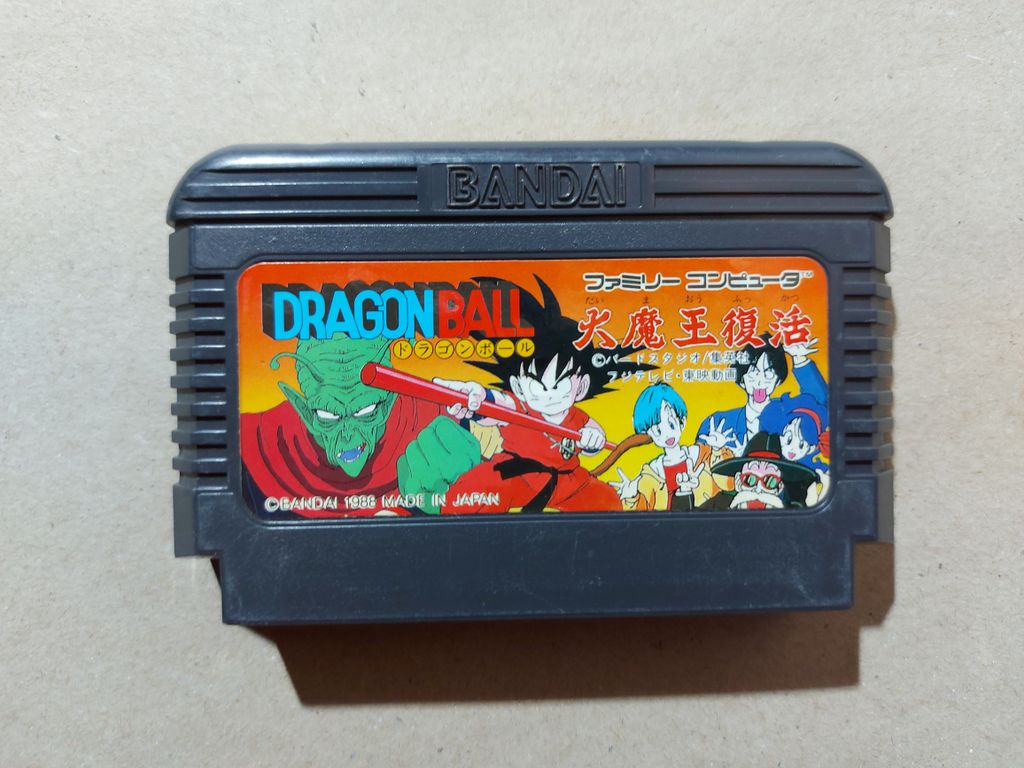 BANDAI
ファミリーコンピュータ™
DRAGON BALL
ドラゴンボール
だい ま おう ふっ かつ
大魔王復活
©バードスタジオ/集英社
フジテレビ・東映動画
©BANDAI 1988 MADE IN JAPAN